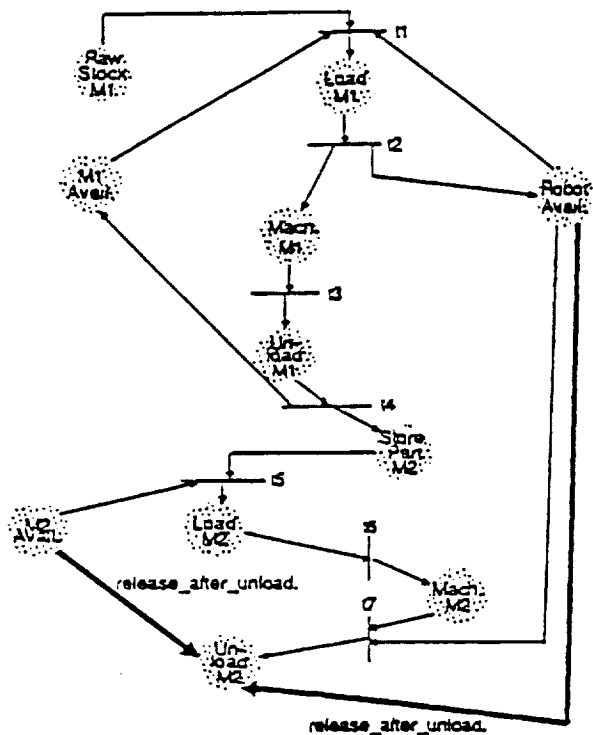 t1
Raw
Stock
M1
Load
M1
t2
M1
Avail.
Robot
Avail.
Mach.
M1
t3
Un-
load
M1
t4
Store
Part
M2
t5
M2
Avail.
Load
M2
t6
release_after_unload.
Mach.
M2
t7
Un-
load
M2
release_after_unload.